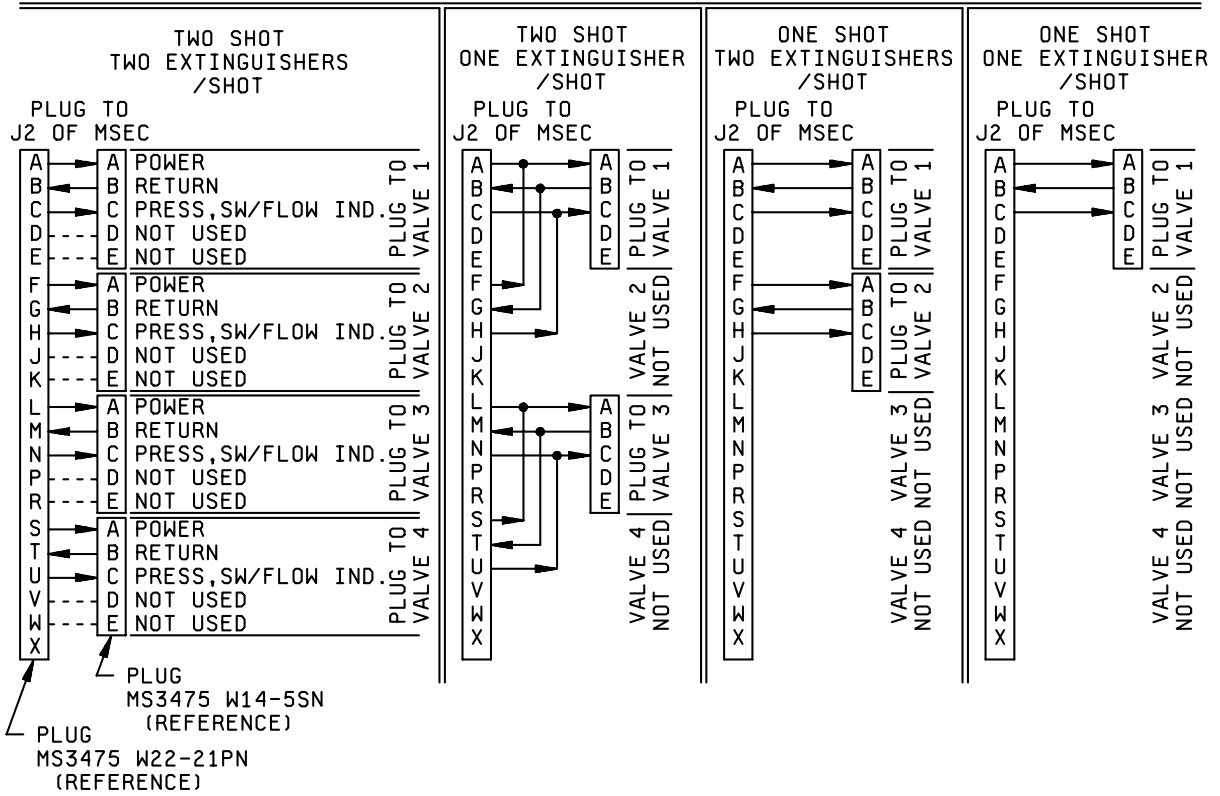 TWO SHOT
TWO EXTINGUISHERS
/SHOT
PLUG TO
J2 OF MSEC
A A POWER
B B RETURN
C C PRESS,SW/FLOW IND.
D D NOT USED
E E NOT USED
PLUG TO
VALVE 1
F A POWER
G B RETURN
H C PRESS,SW/FLOW IND.
J D NOT USED
K E NOT USED
PLUG TO
VALVE 2
L A POWER
M B RETURN
N C PRESS,SW/FLOW IND.
P D NOT USED
R E NOT USED
PLUG TO
VALVE 3
S A POWER
T B RETURN
U C PRESS,SW/FLOW IND.
V D NOT USED
W E NOT USED
X
PLUG TO
VALVE 4
PLUG
MS3475 W14-5SN
(REFERENCE)
PLUG
MS3475 W22-21PN
(REFERENCE)
TWO SHOT
ONE EXTINGUISHER
/SHOT
PLUG TO
J2 OF MSEC
A A
B B
C C
D D
E E
PLUG TO
VALVE 1
F
G
H
J
K
VALVE 2
NOT USED
L A
M B
N C
P D
R E
PLUG TO
VALVE 3
S
T
U
V
W
X
VALVE 4
NOT USED
ONE SHOT
TWO EXTINGUISHERS
/SHOT
PLUG TO
J2 OF MSEC
A A
B B
C C
D D
E E
PLUG TO
VALVE 1
F A
G B
H C
J D
K E
PLUG TO
VALVE 2
L
M
N
P
R
VALVE 3
NOT USED
S
T
U
V
W
X
VALVE 4
NOT USED
ONE SHOT
ONE EXTINGUISHER
/SHOT
PLUG TO
J2 OF MSEC
A A
B B
C C
D D
E E
PLUG TO
VALVE 1
F
G
H
J
K
VALVE 2
NOT USED
L
M
N
P
R
VALVE 3
NOT USED
S
T
U
V
W
X
VALVE 4
NOT USED